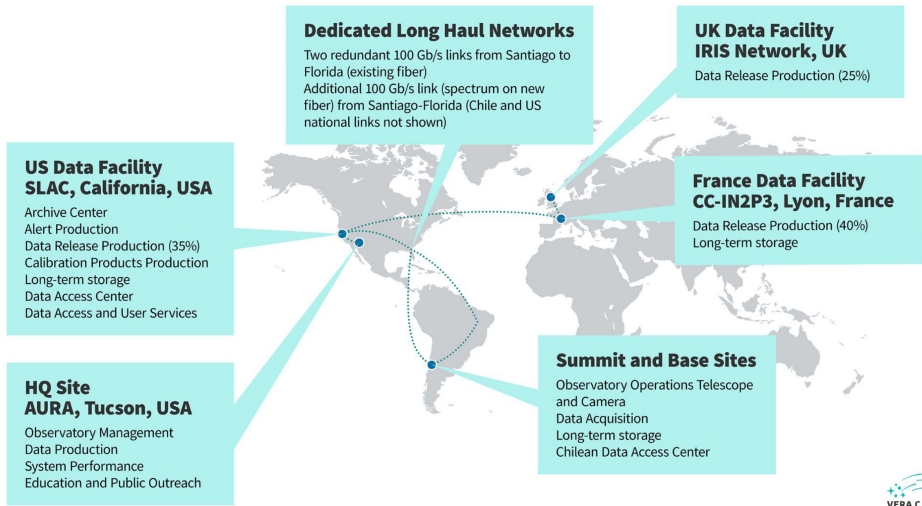 Dedicated Long Haul Networks
Two redundant 100 Gb/s links from Santiago to
Florida (existing fiber)
Additional 100 Gb/s link (spectrum on new
fiber) from Santiago-Florida (Chile and US
national links not shown)
UK Data Facility
IRIS Network, UK
Data Release Production (25%)
US Data Facility
SLAC, California, USA
Archive Center
Alert Production
Data Release Production (35%)
Calibration Products Production
Long-term storage
Data Access Center
Data Access and User Services
France Data Facility
CC-IN2P3, Lyon, France
Data Release Production (40%)
Long-term storage
HQ Site
AURA, Tucson, USA
Observatory Management
Data Production
System Performance
Education and Public Outreach
Summit and Base Sites
Observatory Operations Telescope
and Camera
Data Acquisition
Long-term storage
Chilean Data Access Center
VERA C